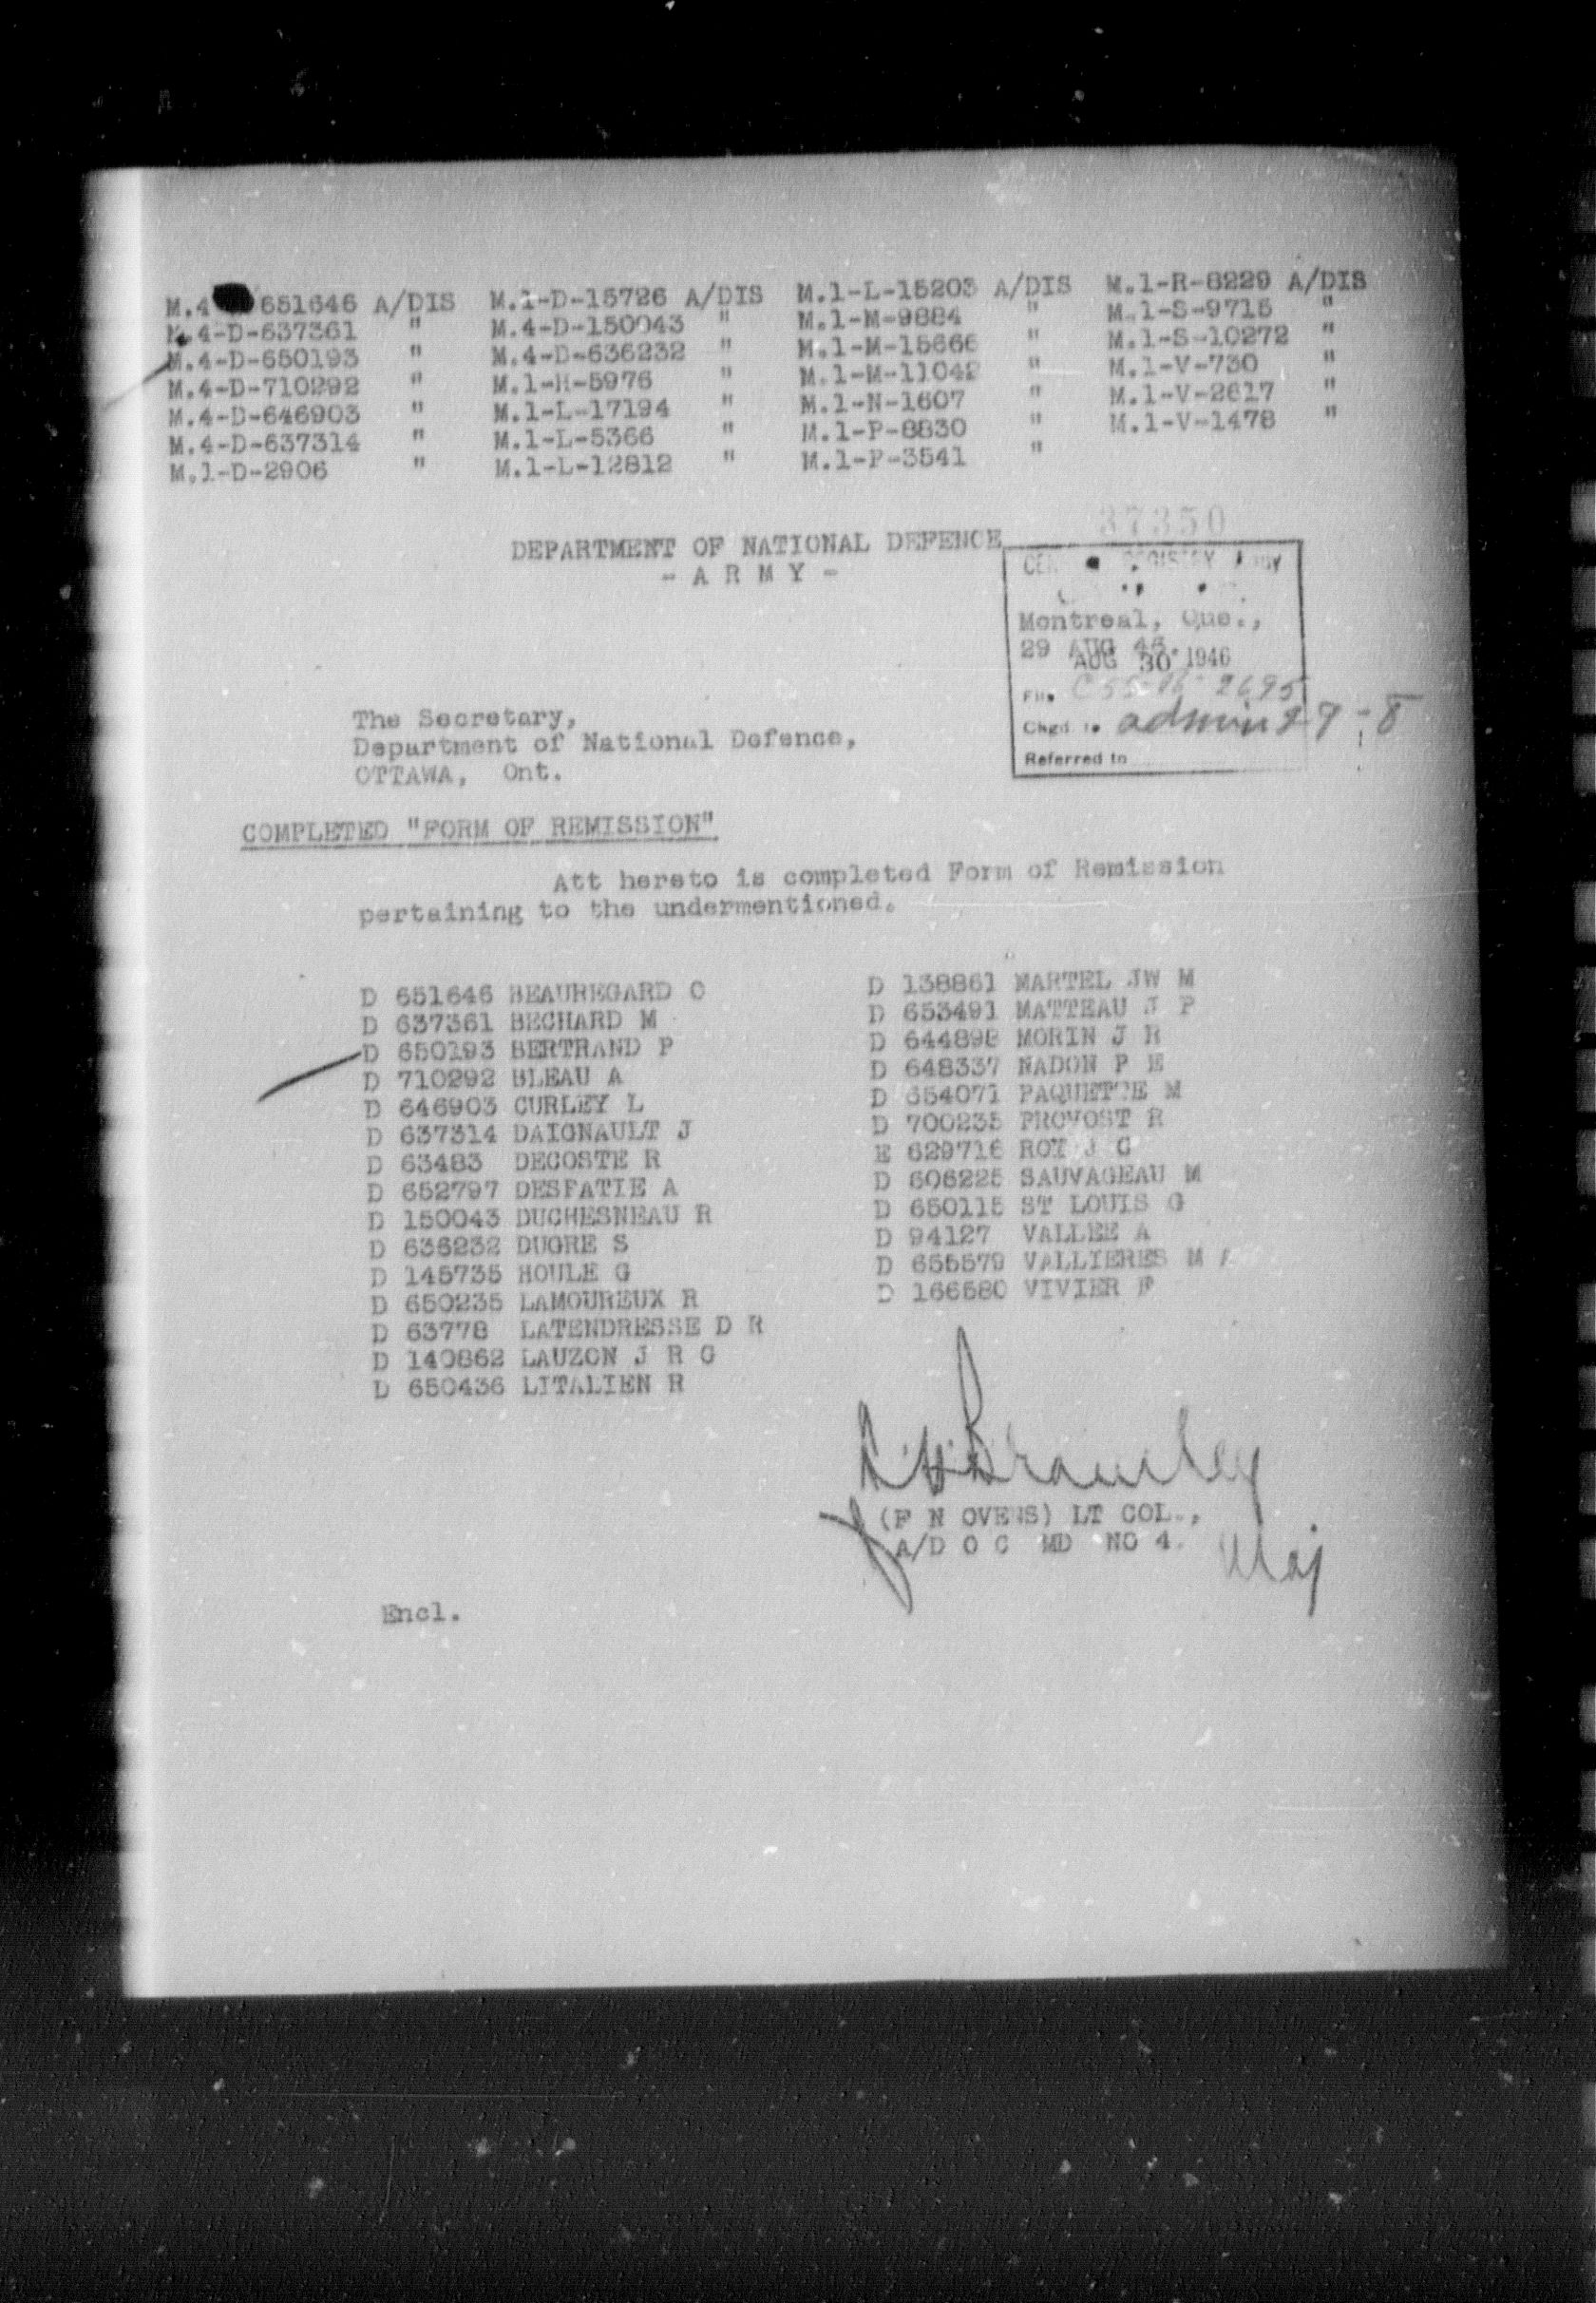 M.4 651646 A/DIS M.1-D-15726 A/DIS M.1-L-15203 A/DIS M.1-R-8229 A/DIS
M.4-D-637361 " M.4-D-150043 " M.1-M-9884 " M.1-S-9715 "
M.4-D-650193 " M.4-D-636232 " M.1-M-15666 " M.1-S-10272 "
M.4-D-710292 " M.1-H-5976 " M.1-M-11042 " M.1-V-730 "
M.4-D-646903 " M.1-L-17194 " M.1-N-1607 " M.1-V-2617 "
M.4-D-637314 " M.1-L-5366 " M.1-P-8830 " M.1-V-1478 "
M.1-D-2906 " M.1-L-12812 " M.1-P-3541 "
37350
DEPARTMENT OF NATIONAL DEFENCE
- A R M Y -
Montreal, Que.,
29 AUG 46.
AUG 30 1946
File 2695
Chgd. to admin 29-8
Referred to
The Secretary,
Department of National Defence,
OTTAWA, Ont.
COMPLETED "FORM OF REMISSION"
Att hereto is completed Form of Remission
pertaining to the undermentioned.
D 651646 BEAUREGARD O
D 637361 BECHARD M
D 650193 BERTRAND P
D 710292 BLEAU A
D 646903 CURLEY L
D 637314 DAIGNAULT J
D 63483 DECOSTE R
D 652797 DESFATIE A
D 150043 DUCHESNEAU R
D 636232 DUGRE S
D 145735 HOULE G
D 650235 LAMOUREUX R
D 63778 LATENDRESSE D R
D 140862 LAUZON J R G
D 650436 LITALIEN R
D 138861 MARTEL JW M
D 653491 MATTEAU J P
D 644898 MORIN J R
D 648337 NADON P E
D 654071 PAQUETTE M
D 700235 PROVOST R
E 629716 ROY J G
D 606225 SAUVAGEAU M
D 650115 ST LOUIS G
D 94127 VALLEE A
D 655579 VALLIERES M A
D 166580 VIVIER F
Bramley
(F N OVENS) LT COL.,
A/D O C MD NO 4.
Maj
Encl.